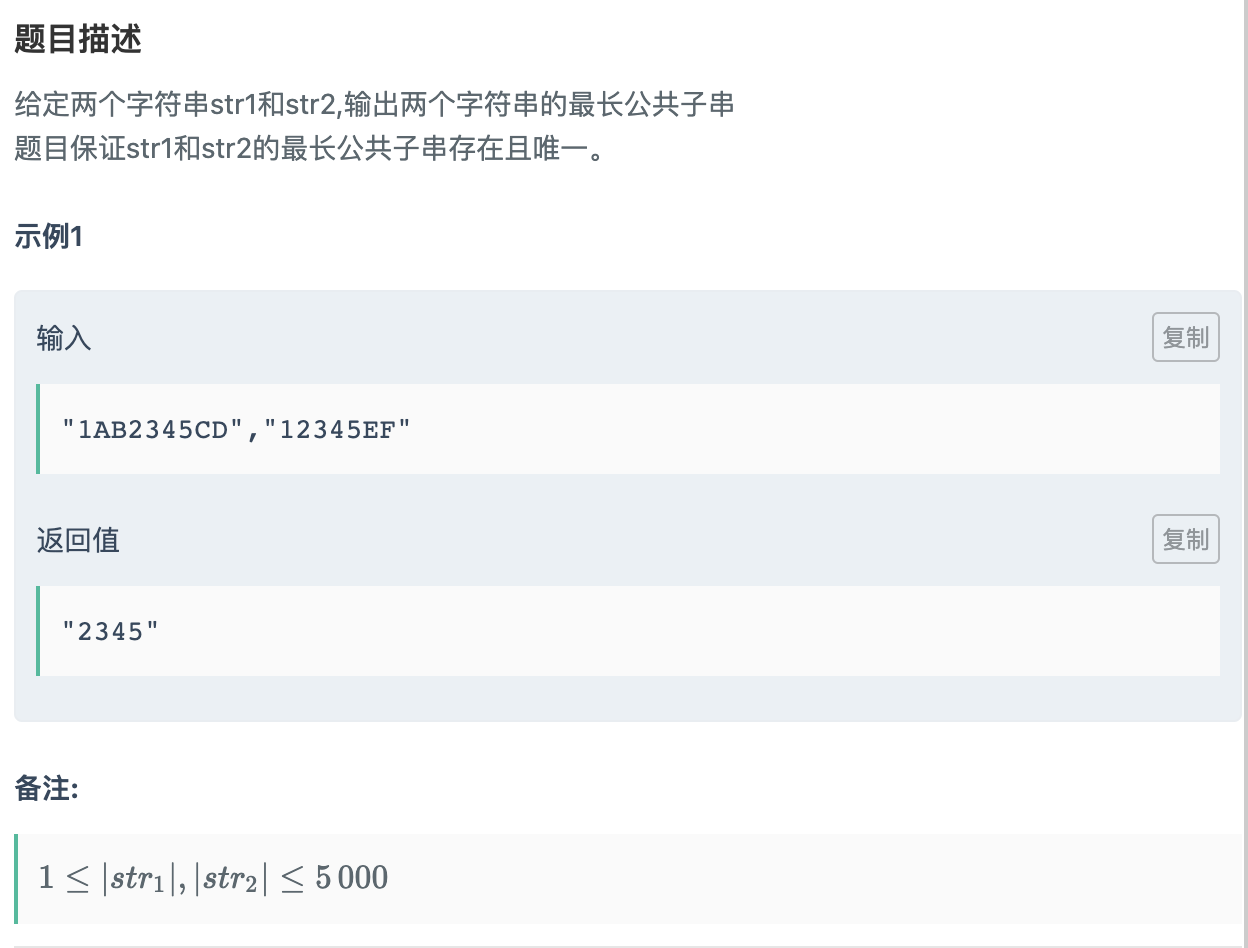 题目描述
给定两个字符串str1和str2,输出两个字符串的最长公共子串
题目保证str1和str2的最长公共子串存在且唯一。
示例1
输入
复制
"1AB2345CD","12345EF"
返回值
复制
"2345"
备注:
1 ≤ |str₁|, |str₂| ≤ 5 000